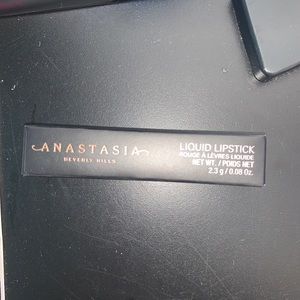 ANASTASIA
BEVERLY HILLS
LIQUID LIPSTICK
ROUGE À LÈVRES LIQUIDE
NET WT. / POIDS NET
2.3 g / 0.08 Oz.